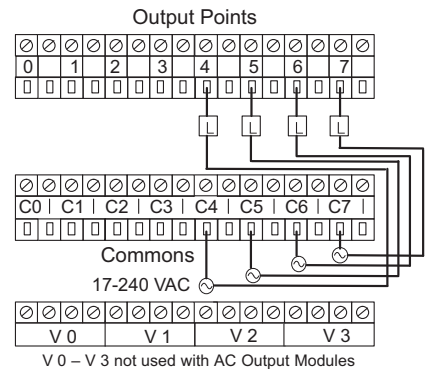 Output Points
0 1 2 3 4 5 6 7
L L L L
C0 | C1 | C2 | C3 | C4 | C5 | C6 | C7 |
Commons
17-240 VAC
V 0 V 1 V 2 V 3
V 0 – V 3 not used with AC Output Modules